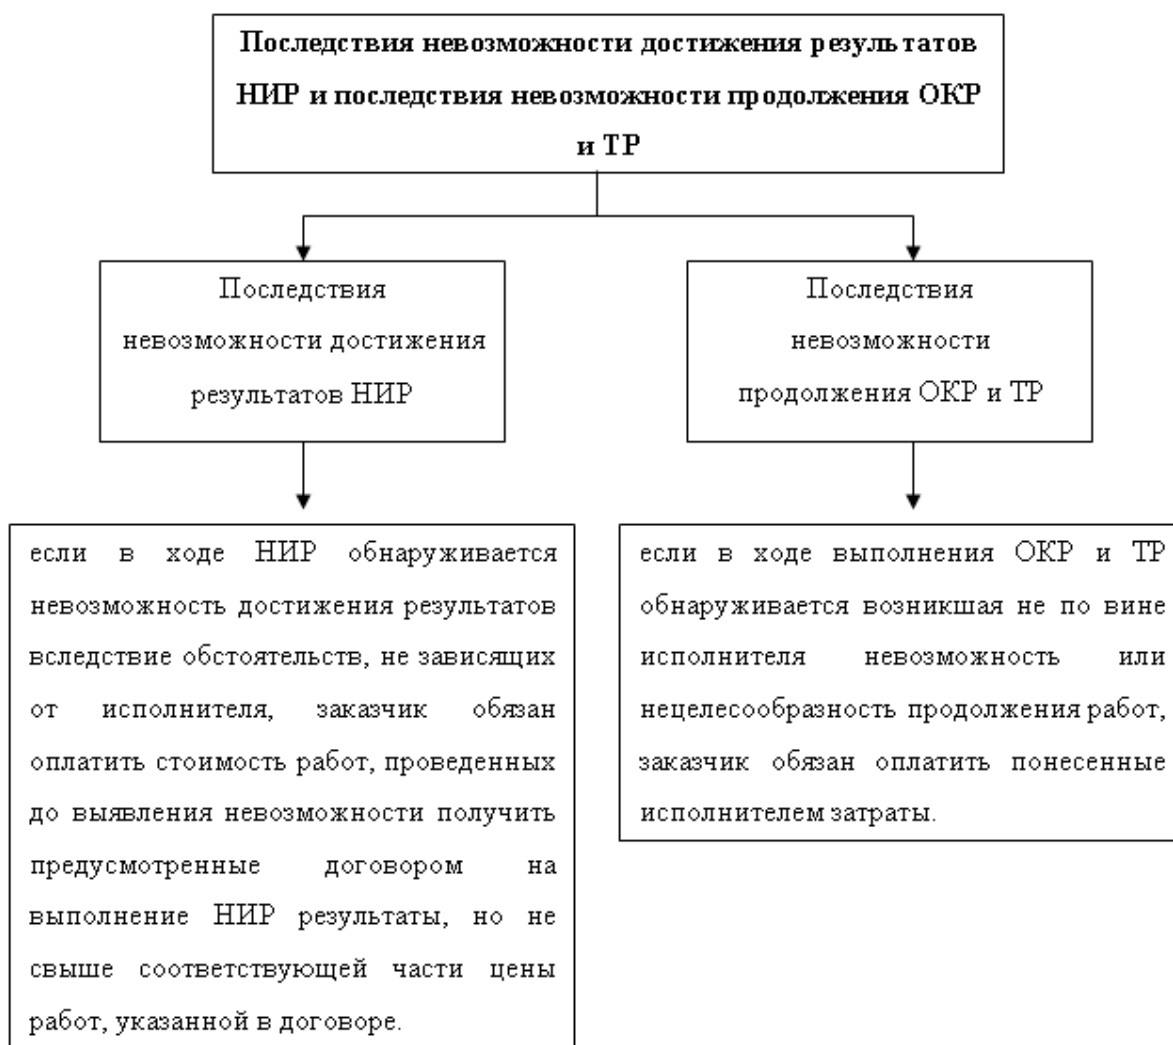 Последствия невозможности достижения результатов
НИР и последствия невозможности продолжения ОКР
и ТР
Последствия
невозможности достижения
результатов НИР
Последствия
невозможности
продолжения ОКР и ТР
если в ходе НИР обнаруживается
невозможность достижения результатов
вследствие обстоятельств, не зависящих
от исполнителя, заказчик обязан
оплатить стоимость работ, проведенных
до выявления невозможности получить
предусмотренные договором на
выполнение НИР результаты, но не
свыше соответствующей части цены
работ, указанной в договоре.
если в ходе выполнения ОКР и ТР
обнаруживается возникшая не по вине
исполнителя невозможность или
нецелесообразность продолжения работ,
заказчик обязан оплатить понесенные
исполнителем затраты.